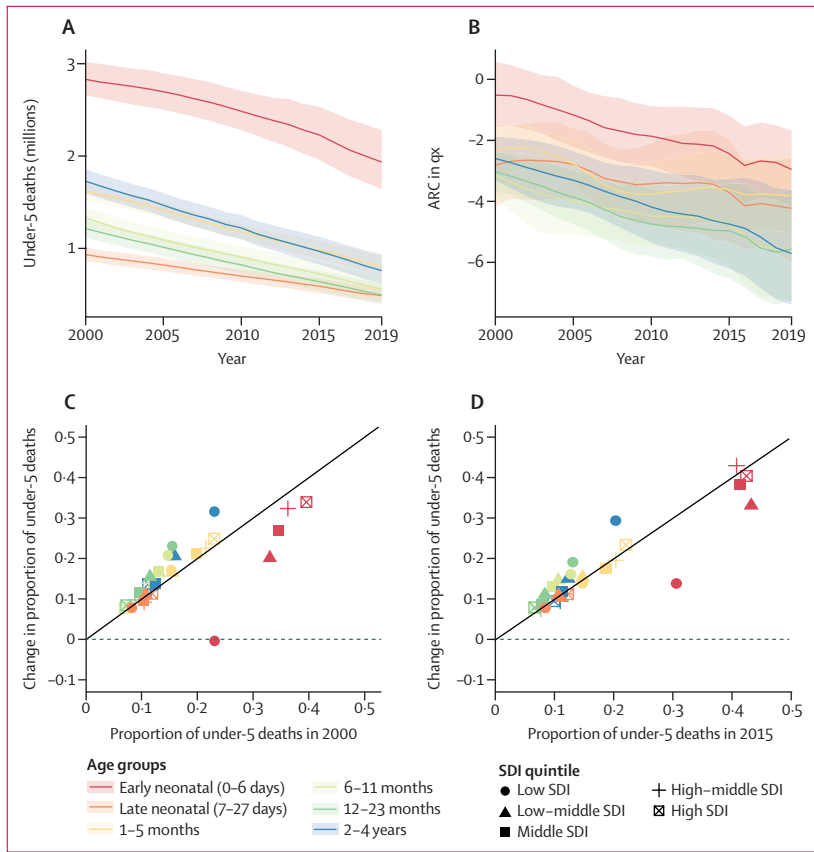 A
Under-5 deaths (millions)
3
2
1
2000
2005
2010
2015
2019
Year
B
ARC in qx
0
–2
–4
–6
2000
2005
2010
2015
2019
Year
C
Change in proportion of under-5 deaths
0·5
0·4
0·3
0·2
0·1
0
–0·1
0
0·1
0·2
0·3
0·4
0·5
Proportion of under-5 deaths in 2000
D
Change in proportion of under-5 deaths
0·5
0·4
0·3
0·2
0·1
0
–0·1
0
0·1
0·2
0·3
0·4
0·5
Proportion of under-5 deaths in 2015
Age groups
Early neonatal (0–6 days)
Late neonatal (7–27 days)
1–5 months
6–11 months
12–23 months
2–4 years
SDI quintile
Low SDI
Low–middle SDI
Middle SDI
High–middle SDI
High SDI